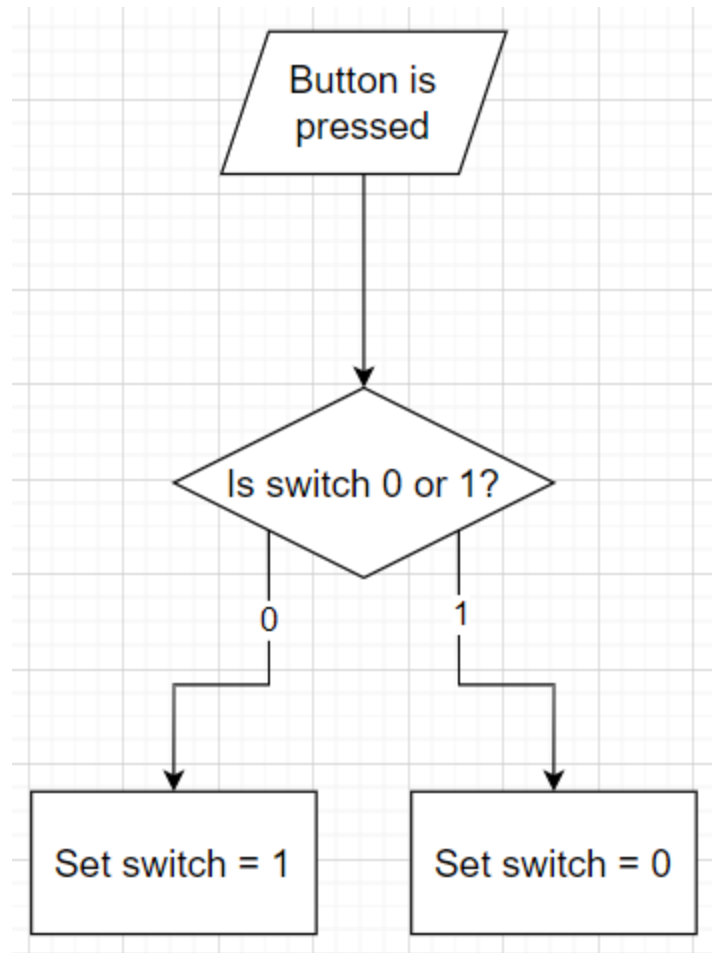 Button is
pressed
Is switch 0 or 1?
0
1
Set switch = 1
Set switch = 0